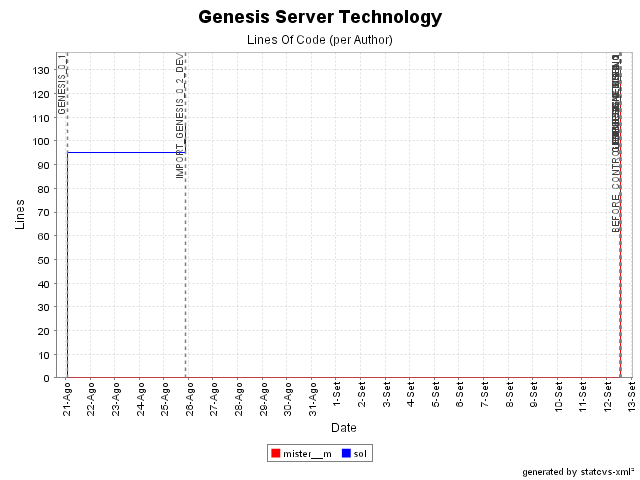 Genesis Server Technology
Lines Of Code (per Author)
GENESIS_0_1
IMPORT_GENESIS_0_2_DEV
BEFORE_CONTRO
Lines
130
120
110
100
90
80
70
60
50
40
30
20
10
0
21-Ago
22-Ago
23-Ago
24-Ago
25-Ago
26-Ago
27-Ago
28-Ago
29-Ago
30-Ago
31-Ago
1-Set
2-Set
3-Set
4-Set
5-Set
6-Set
7-Set
8-Set
9-Set
10-Set
11-Set
12-Set
13-Set
Date
mister__m
sol
generated by statcvs-xml²